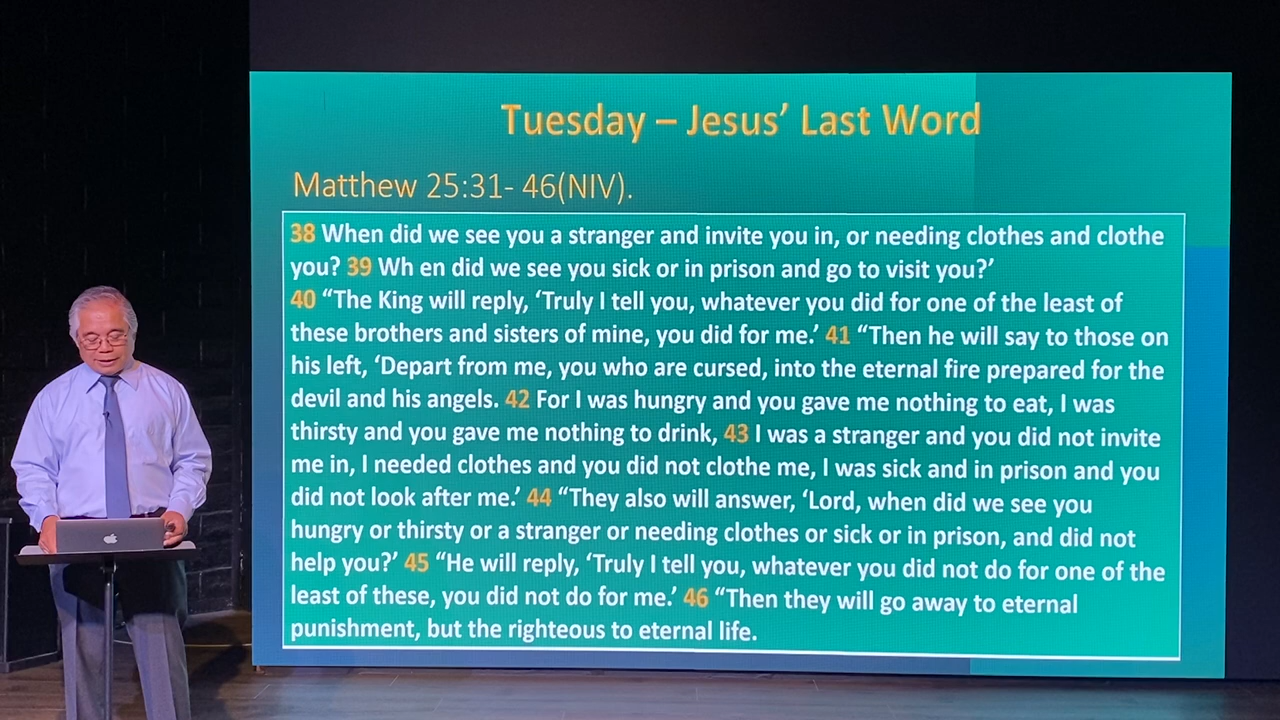 Tuesday – Jesus’ Last Word
Matthew 25:31- 46(NIV).
38 When did we see you a stranger and invite you in, or needing clothes and clothe
you? 39 Wh en did we see you sick or in prison and go to visit you?’
40 “The King will reply, ‘Truly I tell you, whatever you did for one of the least of
these brothers and sisters of mine, you did for me.’ 41 “Then he will say to those on
his left, ‘Depart from me, you who are cursed, into the eternal fire prepared for the
devil and his angels. 42 For I was hungry and you gave me nothing to eat, I was
thirsty and you gave me nothing to drink, 43 I was a stranger and you did not invite
me in, I needed clothes and you did not clothe me, I was sick and in prison and you
did not look after me.’ 44 “They also will answer, ‘Lord, when did we see you
hungry or thirsty or a stranger or needing clothes or sick or in prison, and did not
help you?’ 45 “He will reply, ‘Truly I tell you, whatever you did not do for one of the
least of these, you did not do for me.’ 46 “Then they will go away to eternal
punishment, but the righteous to eternal life.